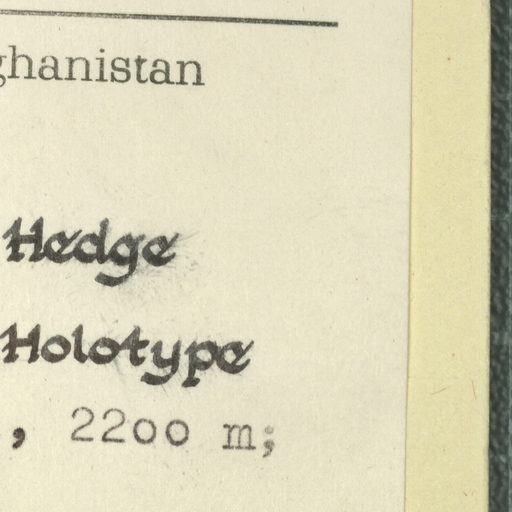 ghanistan
Hedge
Holotype
, 2200 m;